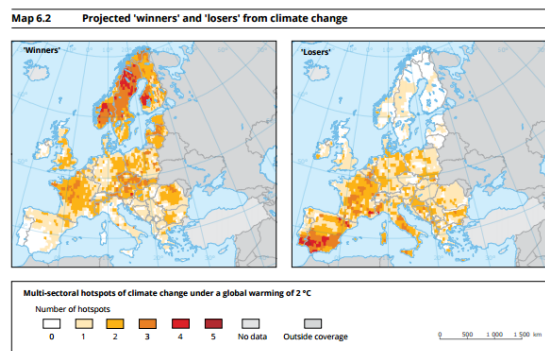 Map 6.2 Projected 'winners' and 'losers' from climate change
'Winners' 'Losers'
Multi-sectoral hotspots of climate change under a global warming of 2 °C
Number of hotspots
0 1 2 3 4 5 No data Outside coverage
0 500 1 000 1 500 km